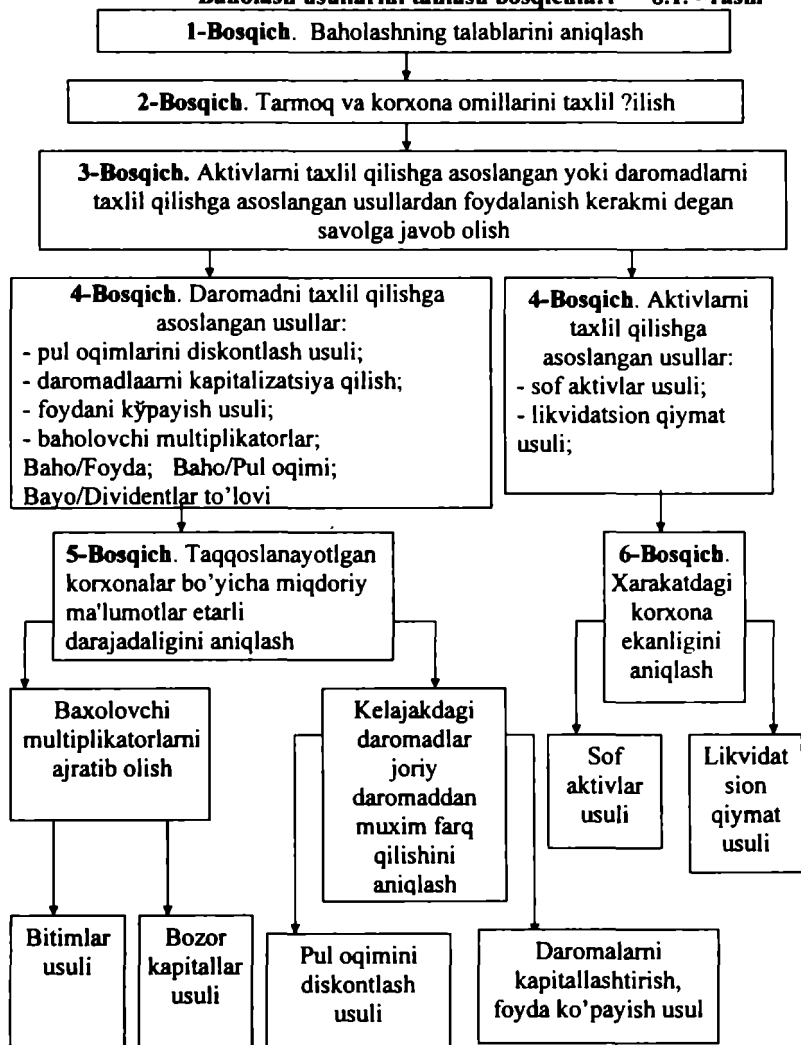 Baholash usullarini tanlash bosqichlari 6.1. - rasm
1-Bosqich. Baholashning talablarini aniqlash
2-Bosqich. Tarmoq va korxona omillarini taxlil ?ilish
3-Bosqich. Aktivlarni taxlil qilishga asoslangan yoki daromadlarni
taxlil qilishga asoslangan usullardan foydalanish kerakmi degan
savolga javob olish
4-Bosqich. Daromadni taxlil qilishga
asoslangan usullar:
- pul oqimlarini diskontlash usuli;
- daromadlaarni kapitalizatsiya qilish;
- foydani kўpayish usuli;
- baholovchi multiplikatorlar;
Baho/Foyda; Baho/Pul oqimi;
Bayo/Dividentlar to'lovi
4-Bosqich. Aktivlarni
taxlil qilishga
asoslangan usullar:
- sof aktivlar usuli;
- likvidatsion qiymat
usuli;
5-Bosqich. Taqqoslanayotlgan
korxonalar bo'yicha miqdoriy
ma'lumotlar etarli
darajadaligini aniqlash
6-Bosqich.
Xarakatdagi
korxona
ekanligini
aniqlash
Baxolovchi
multiplikatorlarni
ajratib olish
Kelajakdagi
daromadlar
joriy
daromaddan
muxim farq
qilishini
aniqlash
Sof
aktivlar
usuli
Likvidat
sion
qiymat
usuli
Bitimlar
usuli
Bozor
kapitallar
usuli
Pul oqimini
diskontlash
usuli
Daromalarni
kapitallashtirish,
foyda ko'payish usul